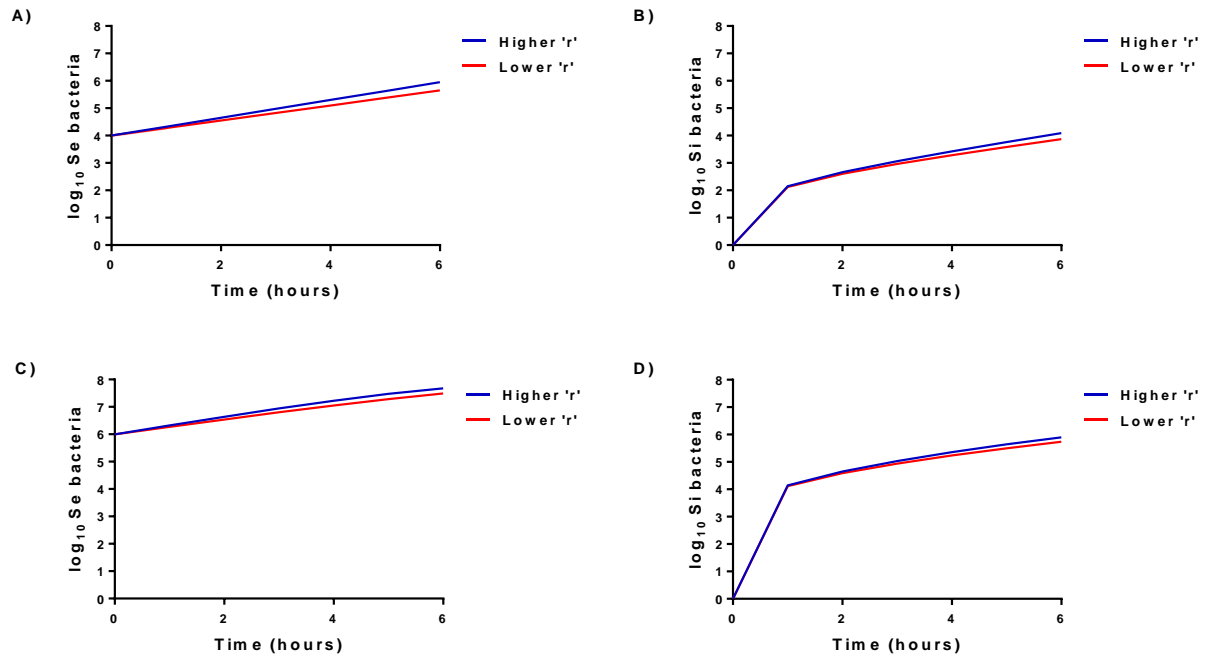 A)
8
7
6
5
4
3
2
1
0
log10 Se bacteria
0 2 4 6
Time (hours)
Higher 'r'
Lower 'r'
B)
8
7
6
5
4
3
2
1
0
log10 Si bacteria
0 2 4 6
Time (hours)
Higher 'r'
Lower 'r'
C)
8
7
6
5
4
3
2
1
0
log10 Se bacteria
0 2 4 6
Time (hours)
Higher 'r'
Lower 'r'
D)
8
7
6
5
4
3
2
1
0
log10 Si bacteria
0 2 4 6
Time (hours)
Higher 'r'
Lower 'r'